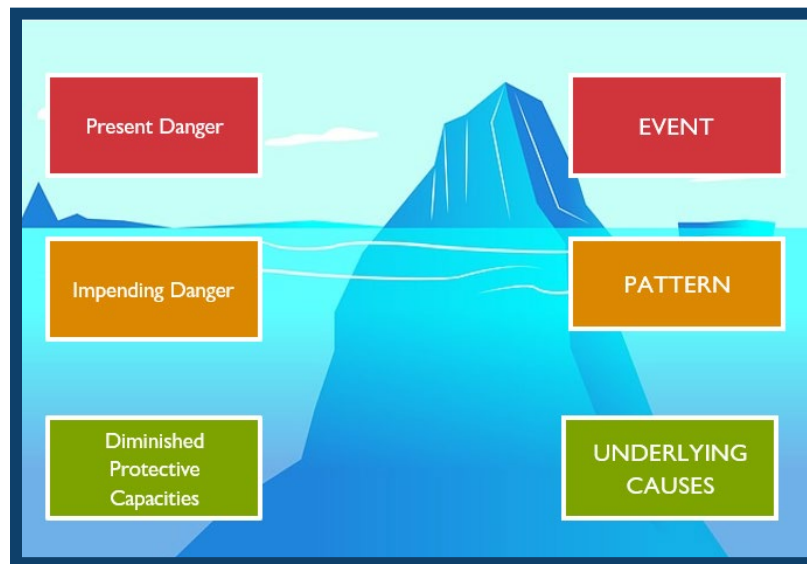 Present Danger
EVENT
Impending Danger
PATTERN
Diminished
Protective
Capacities
UNDERLYING
CAUSES